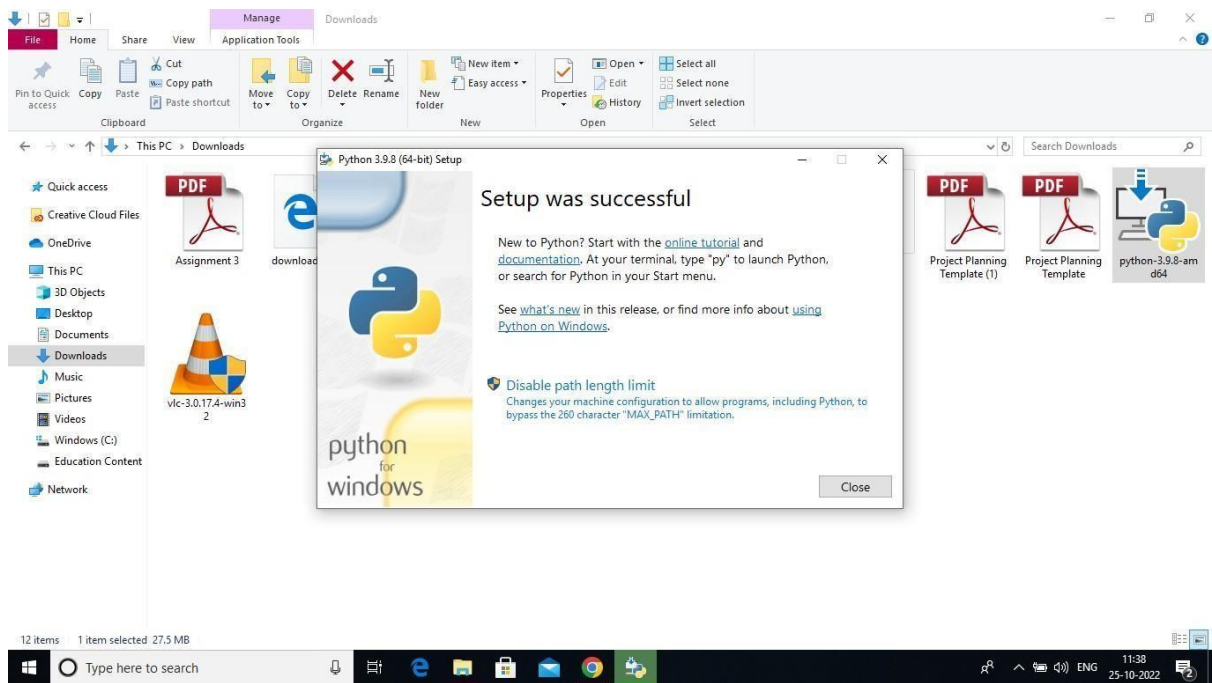 Manage
Downloads
File
Home
Share
View
Application Tools
Pin to Quick
access
Copy
Paste
Cut
Copy path
Paste shortcut
Clipboard
Move
to
Copy
to
Delete
Rename
Organize
New
folder
New item
Easy access
New
Properties
Open
Edit
History
Open
Select all
Select none
Invert selection
Select
This PC > Downloads
Search Downloads
Quick access
Creative Cloud Files
OneDrive
This PC
3D Objects
Desktop
Documents
Downloads
Music
Pictures
Videos
Windows (C:)
Education Content
Network
PDF
Assignment 3
download
vlc-3.0.17.4-win3
2
Python 3.9.8 (64-bit) Setup
Setup was successful
New to Python? Start with the online tutorial and
documentation. At your terminal, type "py" to launch Python,
or search for Python in your Start menu.
See what's new in this release, or find more info about using
Python on Windows.
Disable path length limit
Changes your machine configuration to allow programs, including Python, to
bypass the 260 character "MAX_PATH" limitation.
python
for
windows
Close
PDF
Project Planning
Template (1)
PDF
Project Planning
Template
python-3.9.8-am
d64
12 items
1 item selected 27.5 MB
Type here to search
ENG
11:38
25-10-2022
2